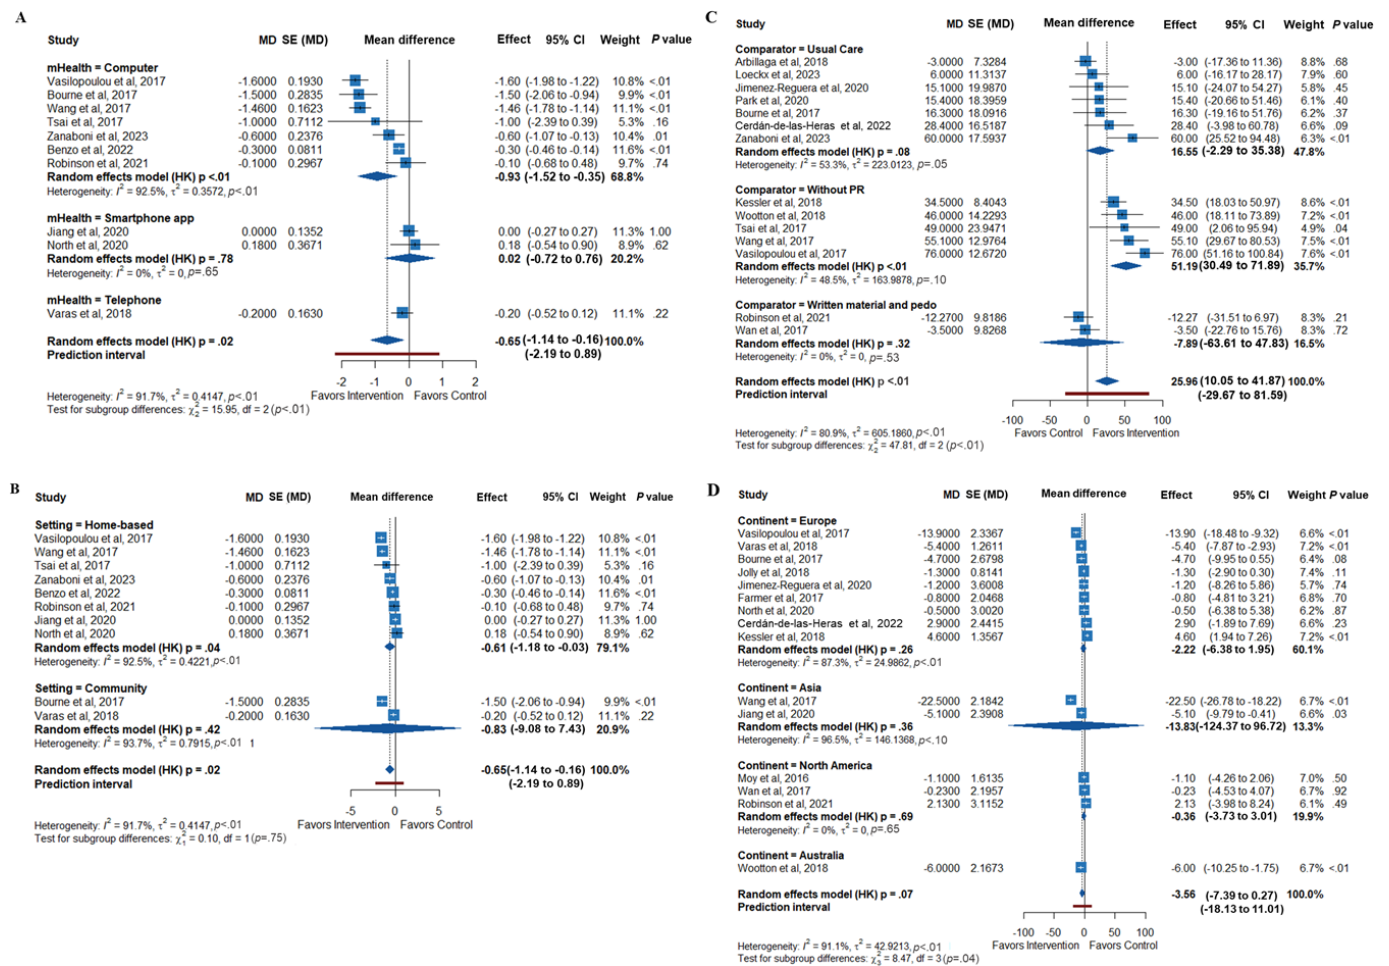 A
Study MD SE (MD) Mean difference Effect 95% CI Weight P value
mHealth = Computer
Vasilopoulou et al, 2017 -1.6000 0.1930 -1.60 (-1.98 to -1.22) 10.8% <.01
Bourne et al, 2017 -1.5000 0.2835 -1.50 (-2.06 to -0.94) 9.9% <.01
Wang et al, 2017 -1.4600 0.1623 -1.46 (-1.78 to -1.14) 11.1% <.01
Tsai et al, 2017 -1.0000 0.7112 -1.00 (-2.39 to 0.39) 5.3% .16
Zanaboni et al, 2023 -0.6000 0.2376 -0.60 (-1.07 to -0.13) 10.4% .01
Benzo et al, 2022 -0.3000 0.0811 -0.30 (-0.46 to -0.14) 11.6% <.01
Robinson et al, 2021 -0.1000 0.2967 -0.10 (-0.68 to 0.48) 9.7% .74
Random effects model (HK) p <.01 -0.93 (-1.52 to -0.35) 68.8%
Heterogeneity: I² = 92.5%, τ² = 0.3572, p<.01
mHealth = Smartphone app
Jiang et al, 2020 0.0000 0.1352 0.00 (-0.27 to 0.27) 11.3% 1.00
North et al, 2020 0.1800 0.3671 0.18 (-0.54 to 0.90) 8.9% .62
Random effects model (HK) p = .78 0.02 (-0.72 to 0.76) 20.2%
Heterogeneity: I² = 0%, τ² = 0, p=.65
mHealth = Telephone
Varas et al, 2018 -0.2000 0.1630 -0.20 (-0.52 to 0.12) 11.1% .22
Random effects model (HK) p = .02 -0.65 (-1.14 to -0.16) 100.0%
Prediction interval (-2.19 to 0.89)
-2 -1 0 1 2
Favors Intervention Favors Control
Heterogeneity: I² = 91.7%, τ² = 0.4147, p<.01
Test for subgroup differences: χ²₂ = 15.95, df = 2 (p<.01)
B
Study MD SE (MD) Mean difference Effect 95% CI Weight P value
Setting = Home-based
Vasilopoulou et al, 2017 -1.6000 0.1930 -1.60 (-1.98 to -1.22) 10.8% <.01
Wang et al, 2017 -1.4600 0.1623 -1.46 (-1.78 to -1.14) 11.1% <.01
Tsai et al, 2017 -1.0000 0.7112 -1.00 (-2.39 to 0.39) 5.3% .16
Zanaboni et al, 2023 -0.6000 0.2376 -0.60 (-1.07 to -0.13) 10.4% .01
Benzo et al, 2022 -0.3000 0.0811 -0.30 (-0.46 to -0.14) 11.6% <.01
Robinson et al, 2021 -0.1000 0.2967 -0.10 (-0.68 to 0.48) 9.7% .74
Jiang et al, 2020 0.0000 0.1352 0.00 (-0.27 to 0.27) 11.3% 1.00
North et al, 2020 0.1800 0.3671 0.18 (-0.54 to 0.90) 8.9% .62
Random effects model (HK) p = .04 -0.61 (-1.18 to -0.03) 79.1%
Heterogeneity: I² = 92.5%, τ² = 0.4221, p<.01
Setting = Community
Bourne et al, 2017 -1.5000 0.2835 -1.50 (-2.06 to -0.94) 9.9% <.01
Varas et al, 2018 -0.2000 0.1630 -0.20 (-0.52 to 0.12) 11.1% .22
Random effects model (HK) p = .42 -0.83 (-9.08 to 7.43) 20.9%
Heterogeneity: I² = 93.7%, τ² = 0.7915, p<.01 1
Random effects model (HK) p = .02 -0.65 (-1.14 to -0.16) 100.0%
Prediction interval (-2.19 to 0.89)
-5 0 5
Favors Intervention Favors Control
Heterogeneity: I² = 91.7%, τ² = 0.4147, p<.01
Test for subgroup differences: χ²₁ = 0.10, df = 1 (p=.75)
C
Study MD SE (MD) Mean difference Effect 95% CI Weight P value
Comparator = Usual Care
Arbillaga et al, 2018 -3.0000 7.3284 -3.00 (-17.36 to 11.36) 8.8% .68
Loeckx et al, 2023 6.0000 11.3137 6.00 (-16.17 to 28.17) 7.9% .60
Jimenez-Reguera et al, 2020 15.1000 19.9870 15.10 (-24.07 to 54.27) 5.8% .45
Park et al, 2020 15.4000 18.3959 15.40 (-20.66 to 51.46) 6.1% .40
Bourne et al, 2017 16.3000 18.0916 16.30 (-19.16 to 51.76) 6.2% .37
Cerdán-de-las-Heras et al, 2022 28.4000 16.5187 28.40 (-3.98 to 60.78) 6.6% .09
Zanaboni et al, 2023 60.0000 17.5937 60.00 (25.52 to 94.48) 6.3% <.01
Random effects model (HK) p = .08 16.55 (-2.29 to 35.38) 47.8%
Heterogeneity: I² = 53.3%, τ² = 223.0123, p=.05
Comparator = Without PR
Kessler et al, 2018 34.5000 8.4043 34.50 (18.03 to 50.97) 8.6% <.01
Wootton et al, 2018 46.0000 14.2293 46.00 (18.11 to 73.89) 7.2% <.01
Tsai et al, 2017 49.0000 23.9471 49.00 (2.06 to 95.94) 4.9% .04
Wang et al, 2017 55.1000 12.9764 55.10 (29.67 to 80.53) 7.5% <.01
Vasilopoulou et al, 2017 76.0000 12.6720 76.00 (51.16 to 100.84) 7.6% <.01
Random effects model (HK) p <.01 51.19 (30.49 to 71.89) 35.7%
Heterogeneity: I² = 48.5%, τ² = 163.9878, p=.10
Comparator = Written material and pedo
Robinson et al, 2021 -12.2700 9.8186 -12.27 (-31.51 to 6.97) 8.3% .21
Wan et al, 2017 -3.5000 9.8268 -3.50 (-22.76 to 15.76) 8.3% .72
Random effects model (HK) p = .32 -7.89 (-63.61 to 47.83) 16.5%
Heterogeneity: I² = 0%, τ² = 0, p=.53
Random effects model (HK) p <.01 25.96 (10.05 to 41.87) 100.0%
Prediction interval (-29.67 to 81.59)
-100 -50 0 50 100
Favors Control Favors Intervention
Heterogeneity: I² = 80.9%, τ² = 605.1860, p<.01
Test for subgroup differences: χ²₂ = 47.81, df = 2 (p<.01)
D
Study MD SE (MD) Mean difference Effect 95% CI Weight P value
Continent = Europe
Vasilopoulou et al, 2017 -13.9000 2.3367 -13.90 (-18.48 to -9.32) 6.6% <.01
Varas et al, 2018 -5.4000 1.2611 -5.40 (-7.87 to -2.93) 7.2% <.01
Bourne et al, 2017 -4.7000 2.6798 -4.70 (-9.95 to 0.55) 6.4% .08
Jolly et al, 2018 -1.3000 0.8141 -1.30 (-2.90 to 0.30) 7.4% .11
Jimenez-Reguera et al, 2020 -1.2000 3.6008 -1.20 (-8.26 to 5.86) 5.7% .74
Farmer et al, 2017 -0.8000 2.0468 -0.80 (-4.81 to 3.21) 6.8% .70
North et al, 2020 -0.5000 3.0020 -0.50 (-6.38 to 5.38) 6.2% .87
Cerdán-de-las-Heras et al, 2022 2.9000 2.4415 2.90 (-1.89 to 7.69) 6.6% .23
Kessler et al, 2018 4.6000 1.3567 4.60 (1.94 to 7.26) 7.2% <.01
Random effects model (HK) p = .26 -2.22 (-6.38 to 1.95) 60.1%
Heterogeneity: I² = 87.3%, τ² = 24.9862, p<.01
Continent = Asia
Wang et al, 2017 -22.5000 2.1842 -22.50 (-26.78 to -18.22) 6.7% <.01
Jiang et al, 2020 -5.1000 2.3908 -5.10 (-9.79 to -0.41) 6.6% .03
Random effects model (HK) p = .36 -13.83 (-124.37 to 96.72) 13.3%
Heterogeneity: I² = 96.5%, τ² = 146.1368, p<.10
Continent = North America
Moy et al, 2016 -1.1000 1.6135 -1.10 (-4.26 to 2.06) 7.0% .50
Wan et al, 2017 -0.2300 2.1957 -0.23 (-4.53 to 4.07) 6.7% .92
Robinson et al, 2021 2.1300 3.1152 2.13 (-3.98 to 8.24) 6.1% .49
Random effects model (HK) p = .69 -0.36 (-3.73 to 3.01) 19.9%
Heterogeneity: I² = 0%, τ² = 0, p=.65
Continent = Australia
Wootton et al, 2018 -6.0000 2.1673 -6.00 (-10.25 to -1.75) 6.7% <.01
Random effects model (HK) p = .07 -3.56 (-7.39 to 0.27) 100.0%
Prediction interval (-18.13 to 11.01)
-100 -50 0 50 100
Favors Intervention Favors Control
Heterogeneity: I² = 91.1%, τ² = 42.9213, p<.01
Test for subgroup differences: χ²₃ = 8.47, df = 3 (p=.04)